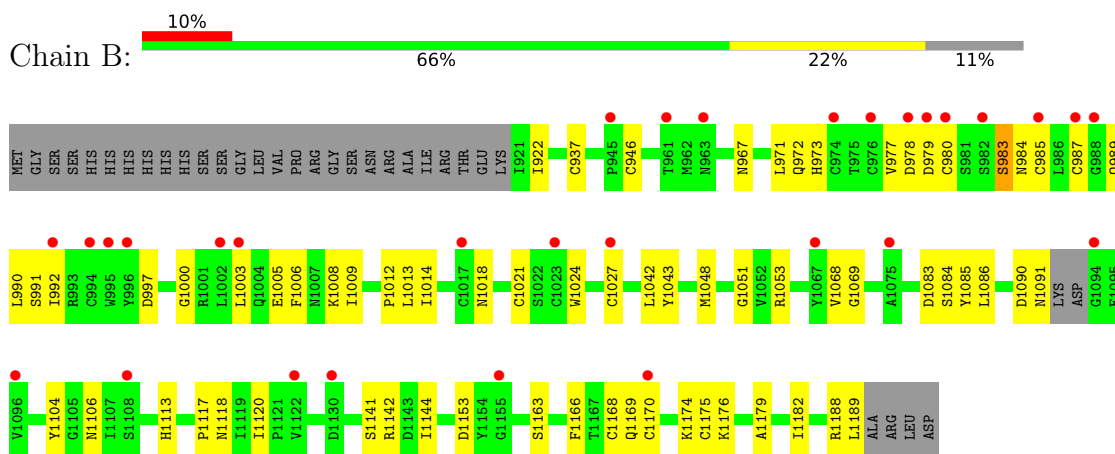 Chain B:
10%
66%
22%
11%
MET GLY SER SER HIS HIS HIS HIS HIS HIS SER SER GLY LEU VAL PRO ARG GLY SER ASN ARG ALA ILE ARG THR GLU LYS I921 I922 C937 P945 C946 T961 M962 N963 N967 L971 Q972 H973 C974 T975 C976 V977 D978 D979 C980 S981 S982 S983 N984 C985 L986 C987 G988 Q989
L990 S991 I992 R993 C994 W995 Y996 D997 G1000 R1001 L1002 L1003 Q1004 E1005 F1006 N1007 K1008 I1009 P1012 L1013 I1014 C1017 N1018 C1021 S1022 C1023 W1024 C1027 L1042 Y1043 M1048 G1051 V1052 R1053 Y1067 V1068 G1069 A1075 D1083 S1084 Y1085 L1086 D1090 N1091 LYS ASP G1094 E1095
V1096 Y1104 G1105 N1106 I1107 S1108 H1113 P1117 N1118 I1119 I1120 P1121 V1122 D1130 S1141 R1142 D1143 I1144 D1153 Y1154 G1155 S1163 F1166 T1167 C1168 Q1169 C1170 K1174 C1175 K1176 A1179 I1182 R1188 L1189 ALA ARG LEU ASP